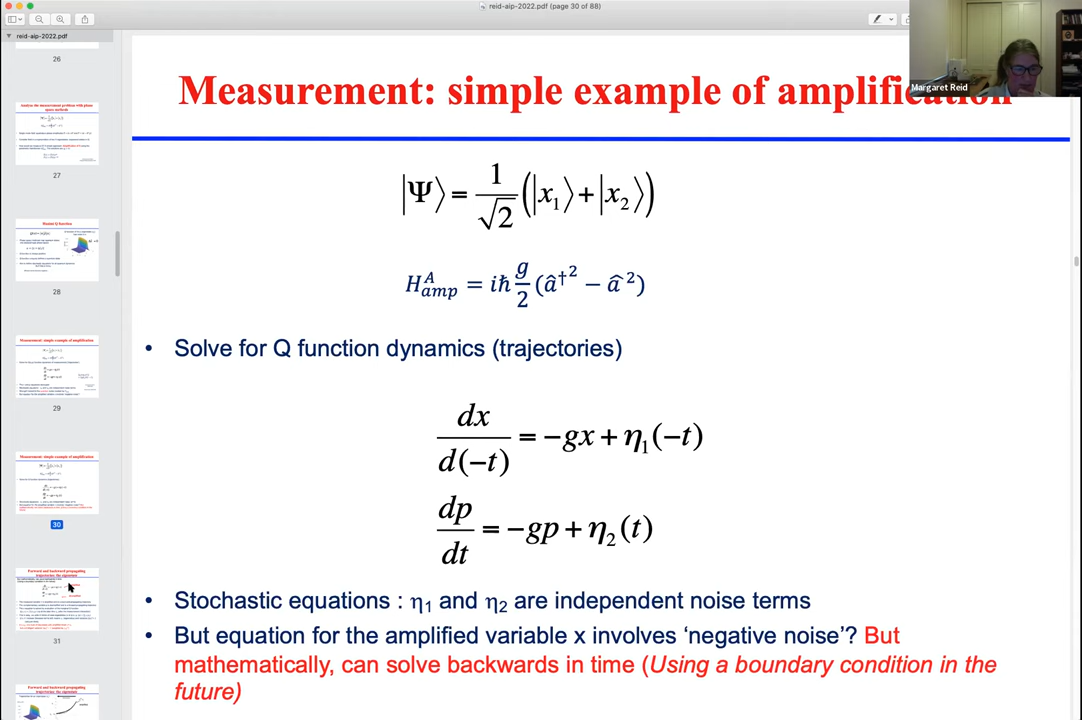 reid-aip-2022.pdf (page 30 of 88)
reid-aip-2022.pdf
26
27
28
29
30
31
Margaret Reid
Measurement: simple example of amplification
|Ψ⟩ = 1/√2 (|x₁⟩ + |x₂⟩)
H^A_amp = iħ g/2 (â†² − â²)
• Solve for Q function dynamics (trajectories)
dx/d(−t) = −gx + η₁(−t)
dp/dt = −gp + η₂(t)
• Stochastic equations : η₁ and η₂ are independent noise terms
• But equation for the amplified variable x involves ‘negative noise’? But
mathematically, can solve backwards in time (Using a boundary condition in the
future)